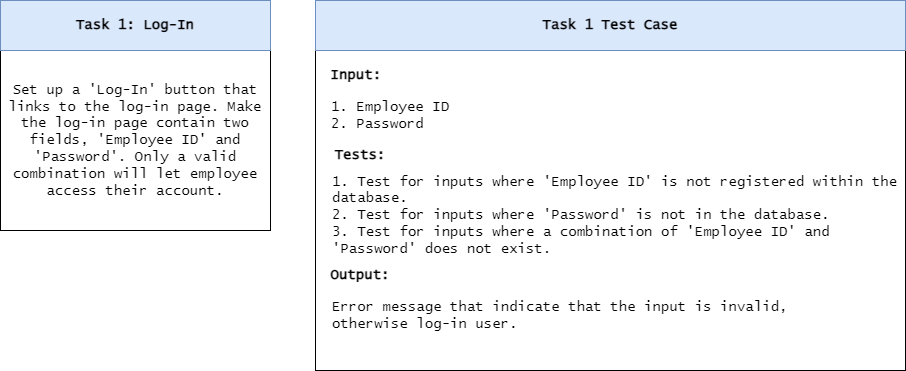 Task 1: Log-In
Set up a 'Log-In' button that
links to the log-in page. Make
the log-in page contain two
fields, 'Employee ID' and
'Password'. Only a valid
combination will let employee
access their account.
Task 1 Test Case
Input:
1. Employee ID
2. Password
Tests:
1. Test for inputs where 'Employee ID' is not registered within the
database.
2. Test for inputs where 'Password' is not in the database.
3. Test for inputs where a combination of 'Employee ID' and
'Password' does not exist.
Output:
Error message that indicate that the input is invalid,
otherwise log-in user.